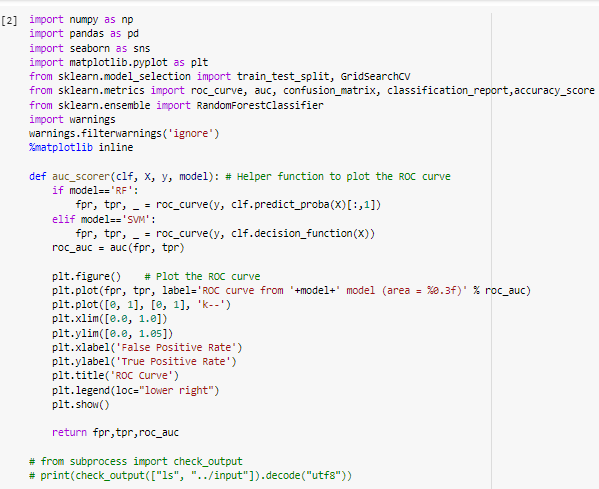 [2] import numpy as np
import pandas as pd
import seaborn as sns
import matplotlib.pyplot as plt
from sklearn.model_selection import train_test_split, GridSearchCV
from sklearn.metrics import roc_curve, auc, confusion_matrix, classification_report,accuracy_score
from sklearn.ensemble import RandomForestClassifier
import warnings
warnings.filterwarnings('ignore')
%matplotlib inline

def auc_scorer(clf, X, y, model): # Helper function to plot the ROC curve
    if model=='RF':
        fpr, tpr, _ = roc_curve(y, clf.predict_proba(X)[:,1])
    elif model=='SVM':
        fpr, tpr, _ = roc_curve(y, clf.decision_function(X))
    roc_auc = auc(fpr, tpr)

    plt.figure()    # Plot the ROC curve
    plt.plot(fpr, tpr, label='ROC curve from '+model+' model (area = %0.3f)' % roc_auc)
    plt.plot([0, 1], [0, 1], 'k--')
    plt.xlim([0.0, 1.0])
    plt.ylim([0.0, 1.05])
    plt.xlabel('False Positive Rate')
    plt.ylabel('True Positive Rate')
    plt.title('ROC Curve')
    plt.legend(loc="lower right")
    plt.show()

    return fpr,tpr,roc_auc

# from subprocess import check_output
# print(check_output(["ls", "../input"]).decode("utf8"))